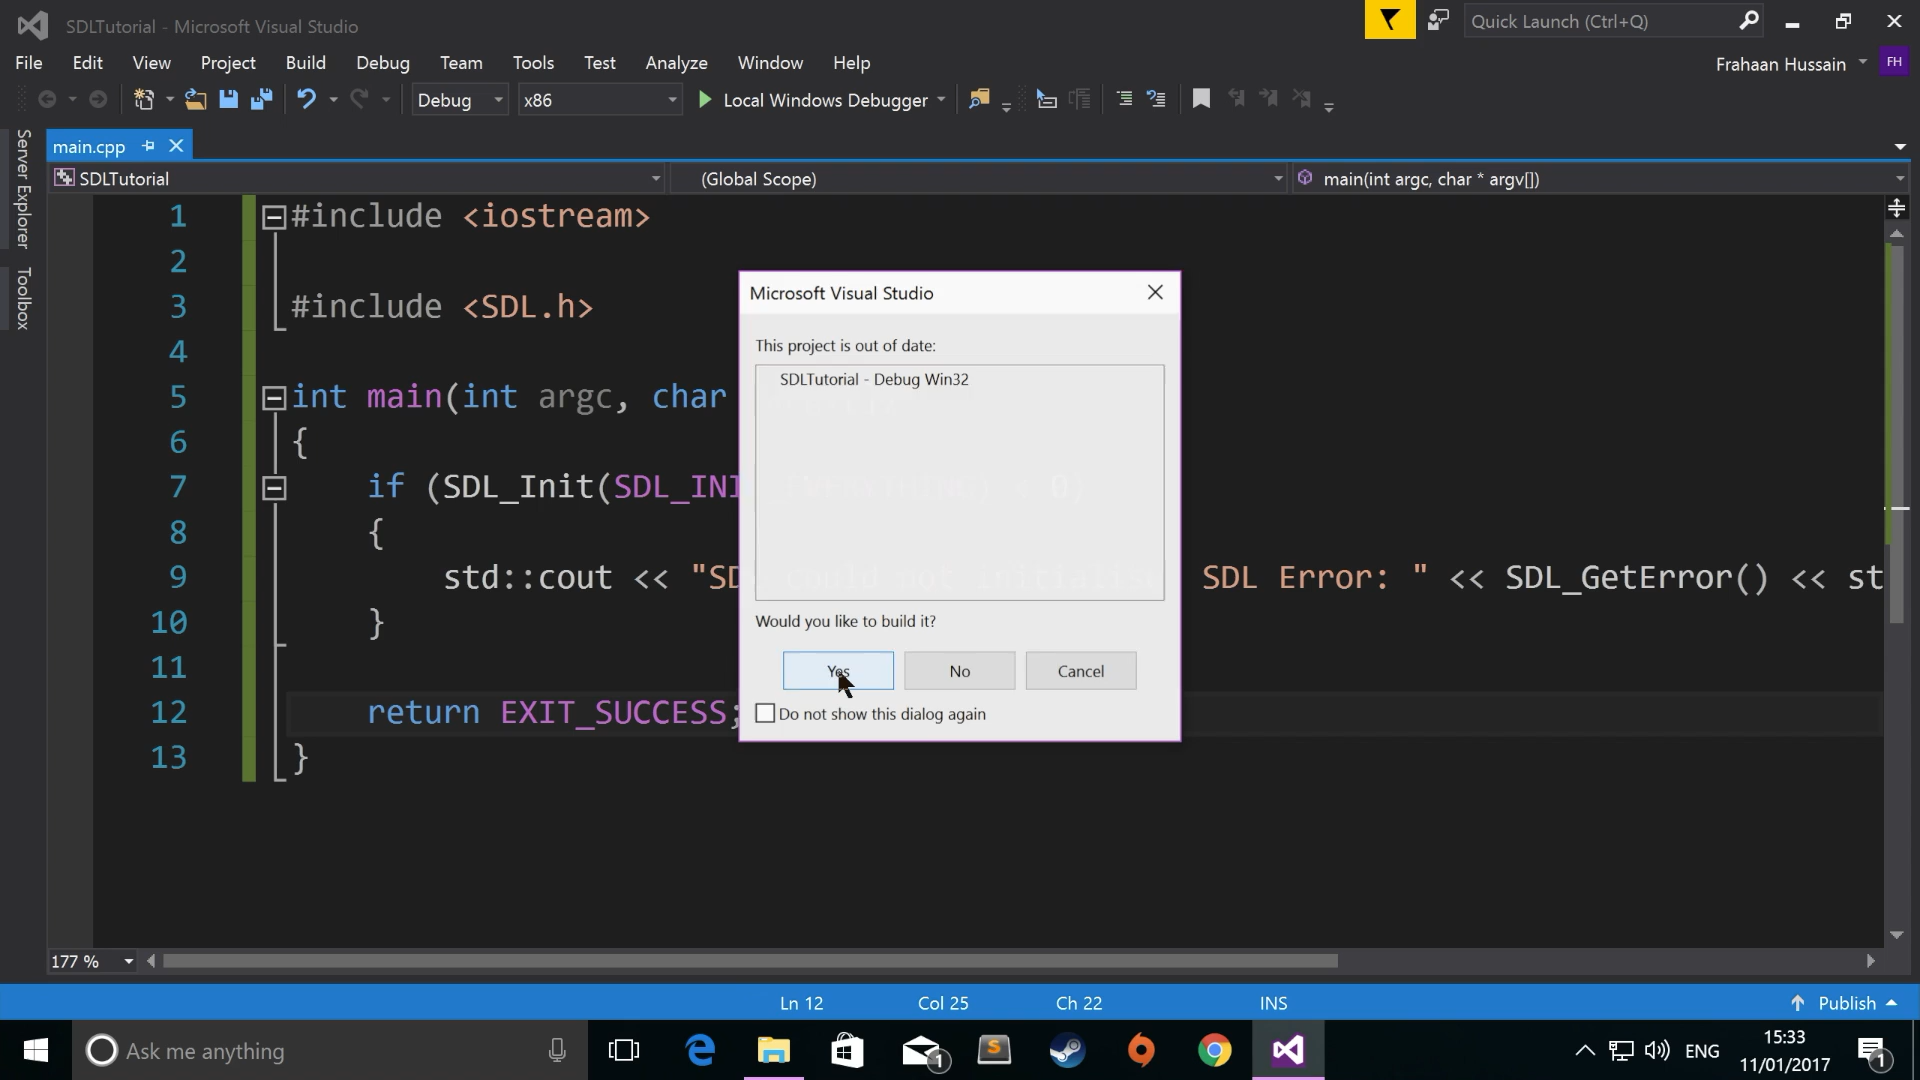 SDLTutorial - Microsoft Visual Studio
Quick Launch (Ctrl+Q)
File Edit View Project Build Debug Team Tools Test Analyze Window Help
Frahaan Hussain FH
Debug x86 Local Windows Debugger
Server Explorer
Toolbox
main.cpp
SDLTutorial (Global Scope) main(int argc, char * argv[])
1 #include <iostream>
2
3 #include <SDL.h>
4
5 int main(int argc, char
6 {
7 if (SDL_Init(SDL_INI
8 {
9 std::cout << "SD SDL Error: " << SDL_GetError() << st
10 }
11
12 return EXIT_SUCCESS;
13 }
Microsoft Visual Studio
This project is out of date:
SDLTutorial - Debug Win32
Would you like to build it?
Yes No Cancel
Do not show this dialog again
177 %
Ln 12 Col 25 Ch 22 INS Publish
Ask me anything
1
S
ENG
15:33
11/01/2017
1